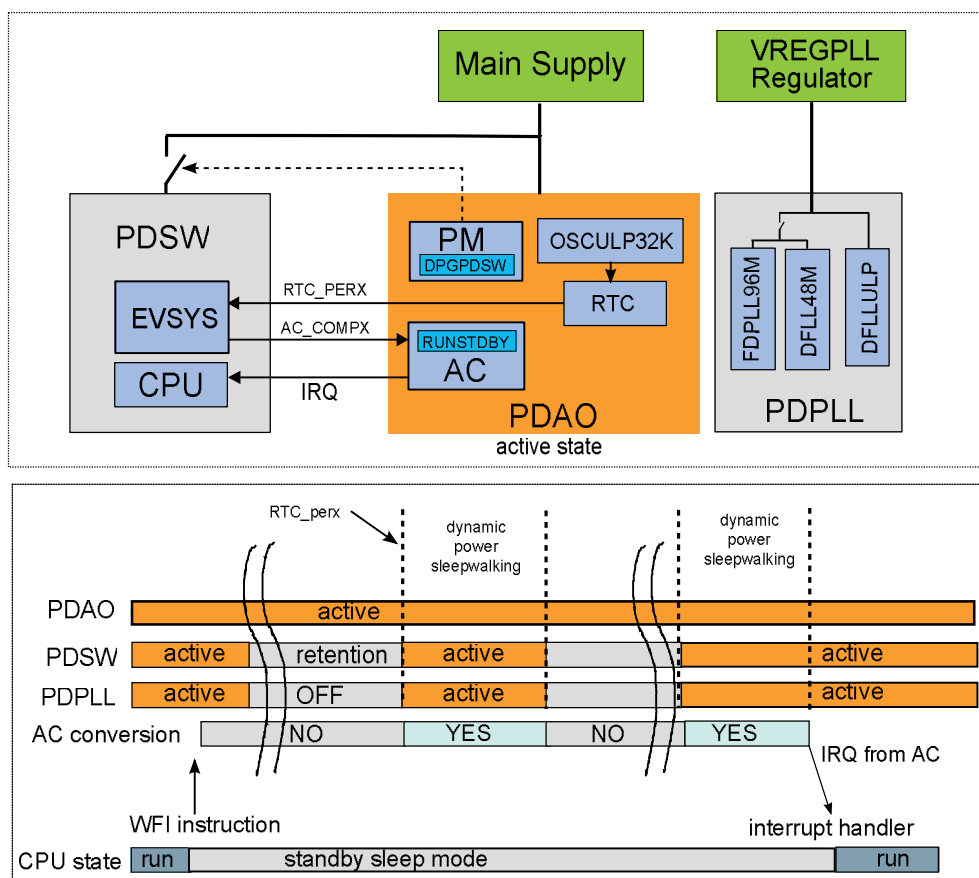 Main Supply
VREGPLL
Regulator
PDSW
PM
DPGPDSW
OSCULP32K
RTC_PERX
RTC
EVSYS
AC_COMPX
RUNSTDBY
AC
CPU
IRQ
PDAO
active state
FDPLL96M
DFLL48M
DFLLULP
PDPLL
RTC_perx
dynamic
power
sleepwalking
dynamic
power
sleepwalking
PDAO
active
PDSW
active
retention
active
active
PDPLL
active
OFF
active
active
AC conversion
NO
YES
NO
YES
IRQ from AC
WFI instruction
interrupt handler
CPU state
run
standby sleep mode
run